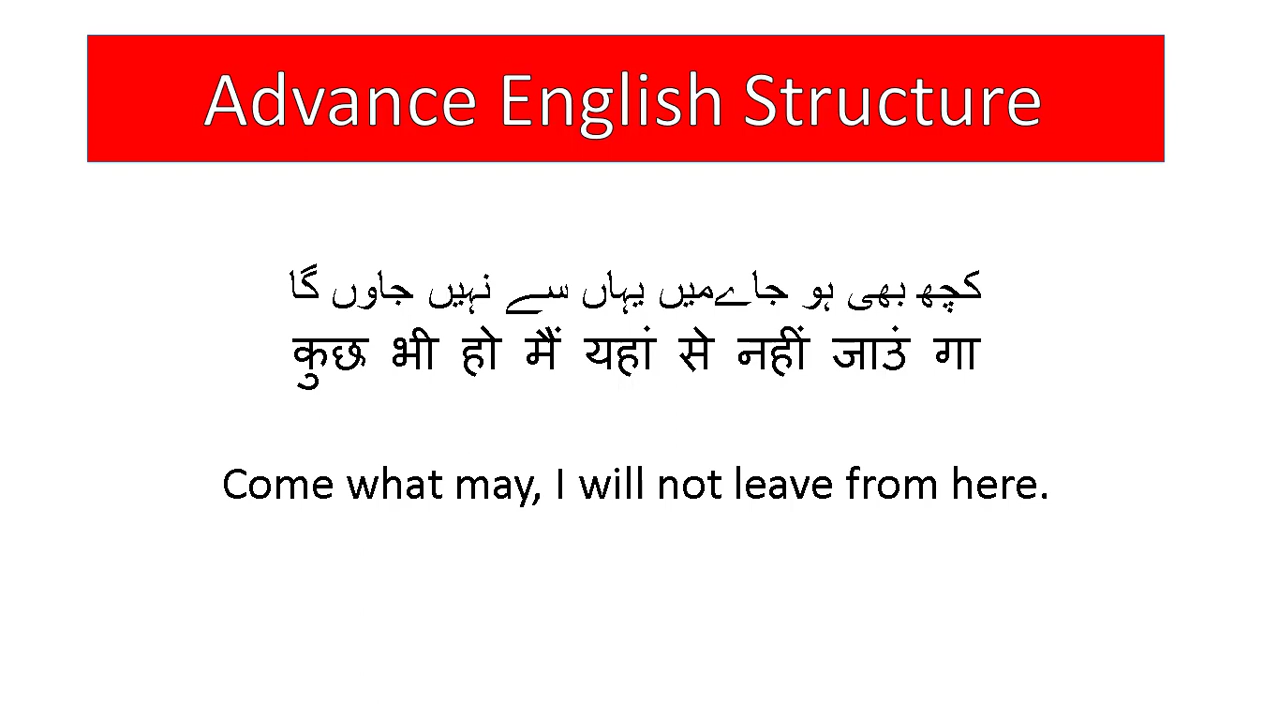 Advance English Structure
کچھ بھی ہو جاےمیں یہاں سے نہیں جاوں گا
कुछ भी हो मैं यहां से नहीं जाउं गा
Come what may, I will not leave from here.